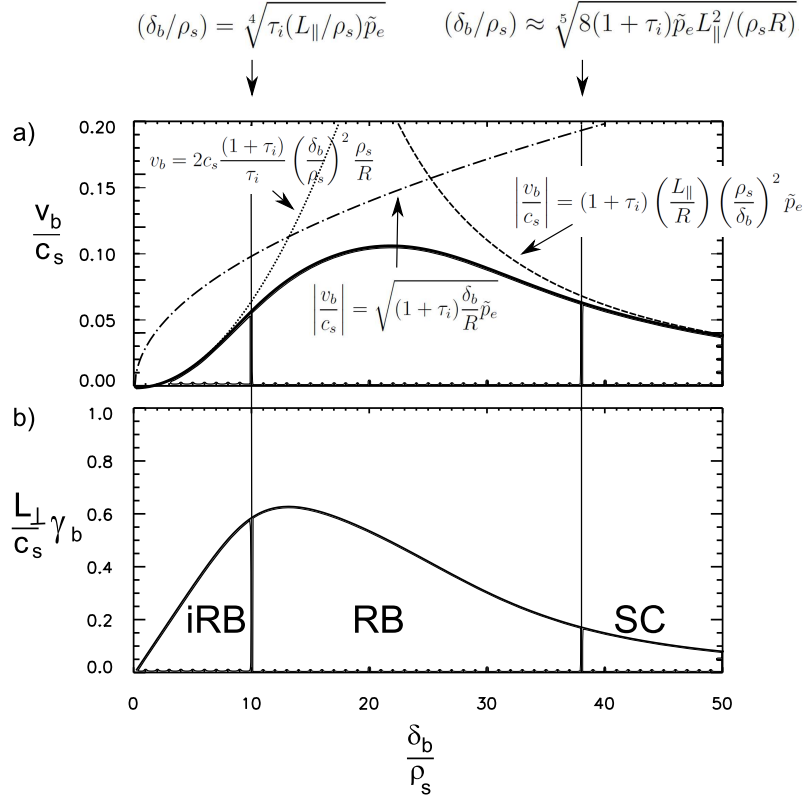 (δ_b/ρ_s) = ∜(τ_i(L_∥/ρ_s)p̃_e)
(δ_b/ρ_s) ≈ ⁵√(8(1 + τ_i)p̃_e L_∥²/(ρ_s R))
a)
0.20
0.15
0.10
0.05
0.00
v_b/c_s
v_b = 2c_s (1 + τ_i)/τ_i (δ_b/ρ_s)² ρ_s/R
|v_b/c_s| = (1 + τ_i) (L_∥/R) (ρ_s/δ_b)² p̃_e
|v_b/c_s| = √((1 + τ_i) δ_b/R p̃_e)
b)
1.0
0.8
0.6
0.4
0.2
0.0
L_⊥/c_s γ_b
iRB
RB
SC
0 10 20 30 40 50
δ_b/ρ_s